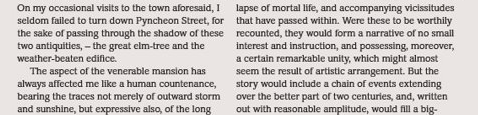 On my occasional visits to the town aforesaid, I
seldom failed to turn down Pyncheon Street, for
the sake of passing through the shadow of these
two antiquities, – the great elm-tree and the
weather-beaten edifice.
The aspect of the venerable mansion has
always affected me like a human countenance,
bearing the traces not merely of outward storm
and sunshine, but expressive also, of the long
lapse of mortal life, and accompanying vicissitudes
that have passed within. Were these to be worthily
recounted, they would form a narrative of no small
interest and instruction, and possessing, moreover,
a certain remarkable unity, which might almost
seem the result of artistic arrangement. But the
story would include a chain of events extending
over the better part of two centuries, and, written
out with reasonable amplitude, would fill a big-